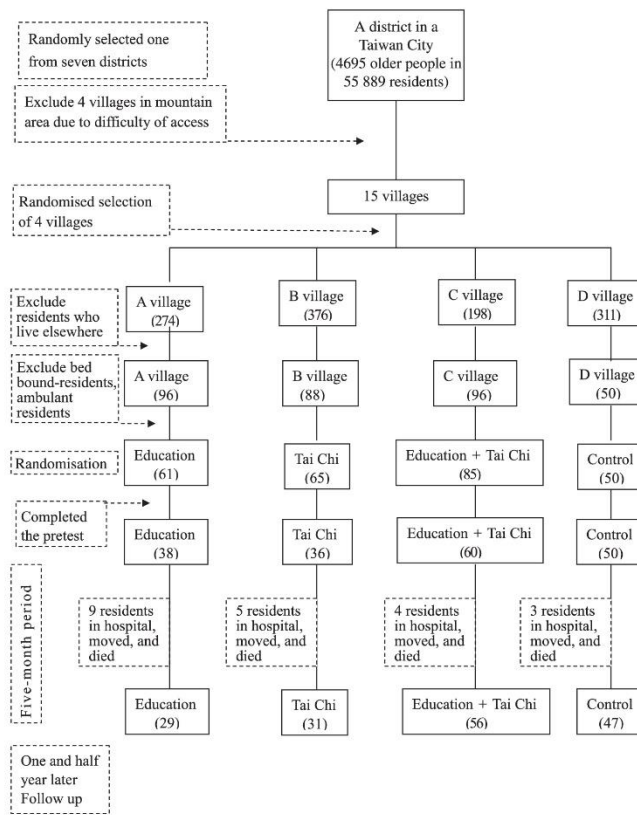 A district in a
Taiwan City
(4695 older people in
55 889 residents)
Randomly selected one
from seven districts
Exclude 4 villages in mountain
area due to difficulty of access
15 villages
Randomised selection
of 4 villages
A village
(274)
B village
(376)
C village
(198)
D village
(311)
Exclude
residents who
live elsewhere
A village
(96)
B village
(88)
C village
(96)
D village
(50)
Exclude bed
bound-residents,
ambulant
residents
Randomisation
Education
(61)
Tai Chi
(65)
Education + Tai Chi
(85)
Control
(50)
Completed
the pretest
Education
(38)
Tai Chi
(36)
Education + Tai Chi
(60)
Control
(50)
Five-month period
9 residents
in hospital,
moved, and
died
5 residents
in hospital,
moved, and
died
4 residents
in hospital,
moved, and
died
3 residents
in hospital,
moved, and
died
Education
(29)
Tai Chi
(31)
Education + Tai Chi
(56)
Control
(47)
One and half
year later
Follow up